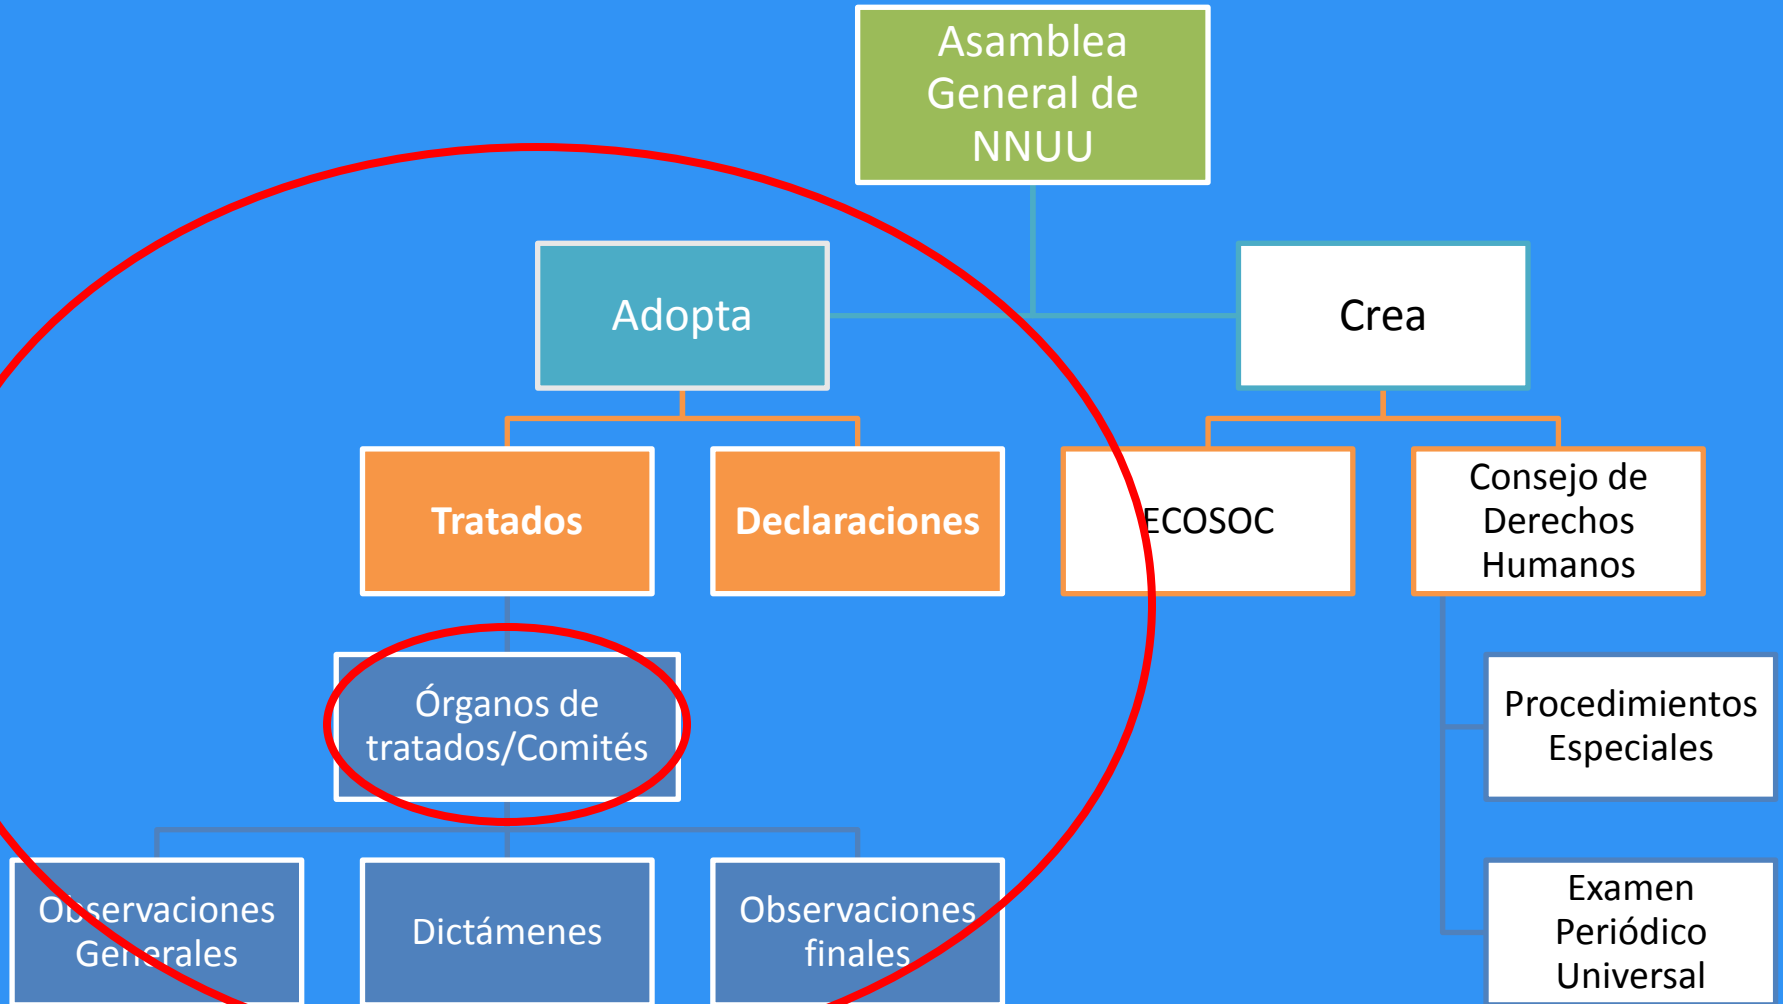 Asamblea
General de
NNUU
Adopta
Crea
Tratados
Declaraciones
ECOSOC
Consejo de
Derechos
Humanos
Órganos de
tratados/Comités
Procedimientos
Especiales
Observaciones
Generales
Dictámenes
Observaciones
finales
Examen
Periódico
Universal